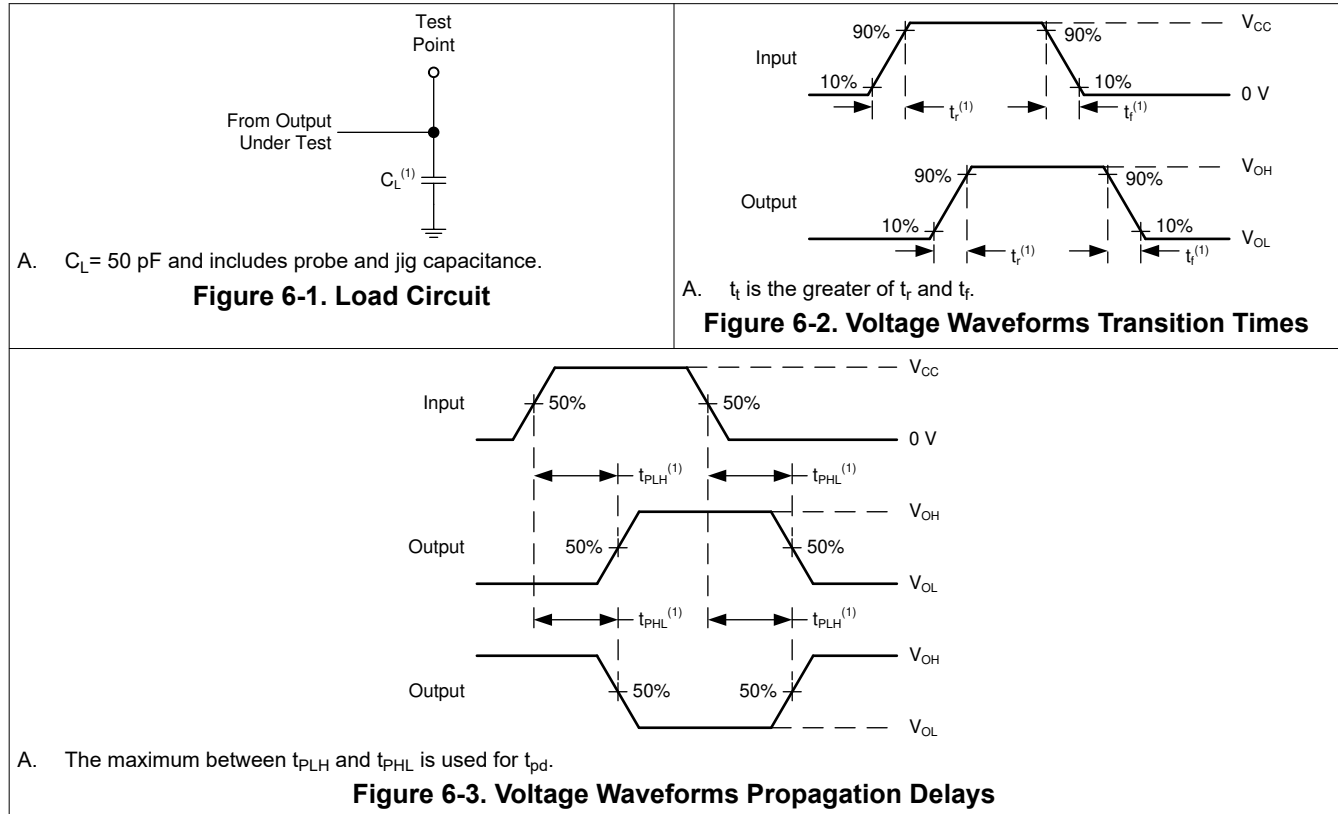 Test
Point
From Output
Under Test
C_L^(1)
A. C_L= 50 pF and includes probe and jig capacitance.
Figure 6-1. Load Circuit
90% 90% V_CC
Input
10% 10% 0 V
t_r^(1) t_f^(1)
90% 90% V_OH
Output
10% 10% V_OL
t_r^(1) t_f^(1)
A. t_t is the greater of t_r and t_f.
Figure 6-2. Voltage Waveforms Transition Times
V_CC
Input 50% 50%
0 V
t_PLH^(1) t_PHL^(1)
V_OH
Output 50% 50%
V_OL
t_PHL^(1) t_PLH^(1)
V_OH
Output 50% 50%
V_OL
A. The maximum between t_PLH and t_PHL is used for t_pd.
Figure 6-3. Voltage Waveforms Propagation Delays